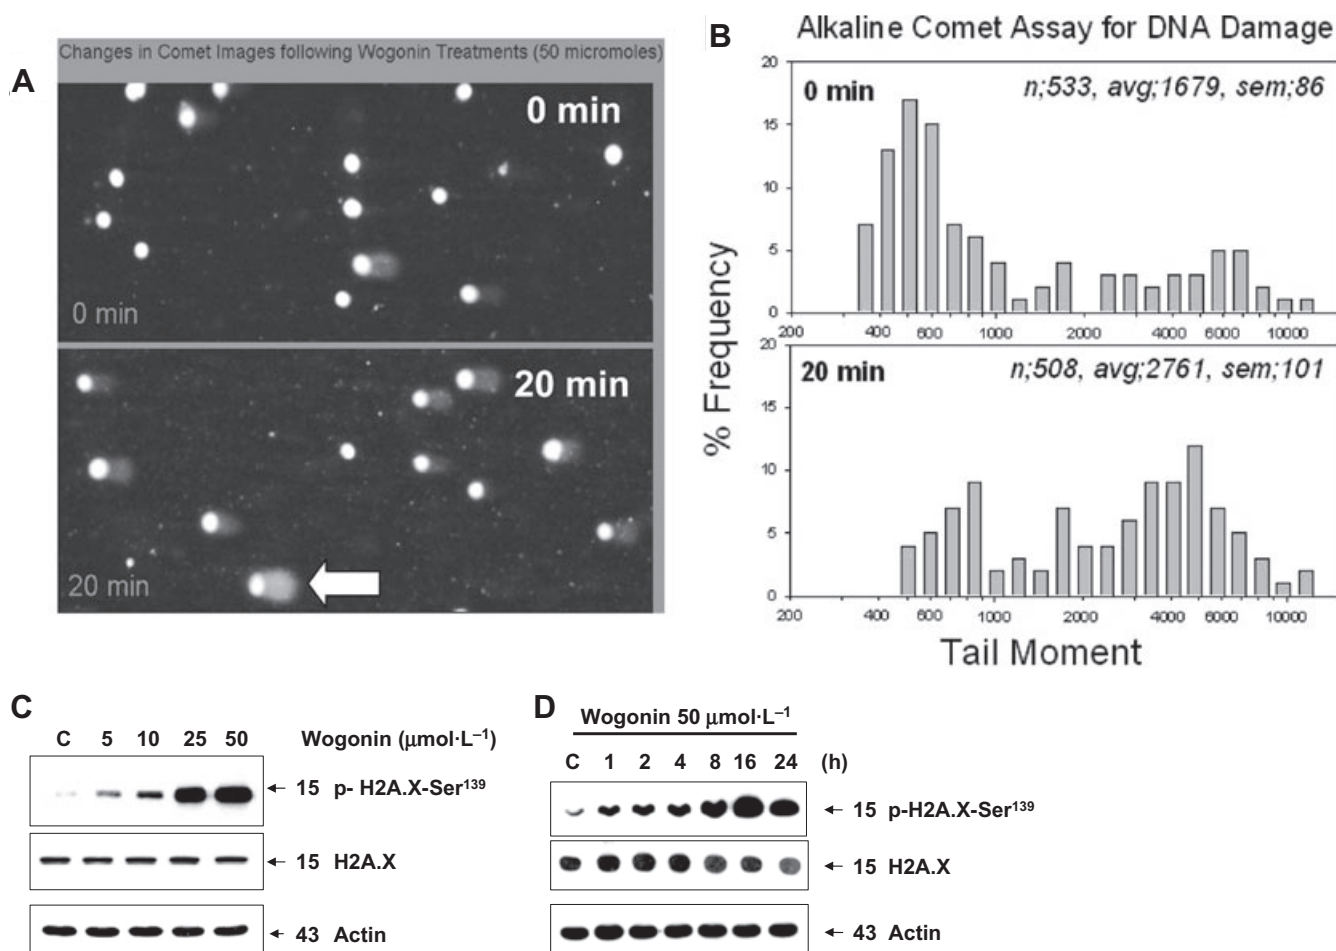 A
Changes in Comet Images following Wogonin Treatments (50 micromoles)
0 min
0 min
20 min
20 min
B
Alkaline Comet Assay for DNA Damage
% Frequency
20
15
10
5
0
0 min
n;533, avg;1679, sem;86
200 400 600 1000 2000 4000 6000 10000
20
15
10
5
0
20 min
n;508, avg;2761, sem;101
200 400 600 1000 2000 4000 6000 10000
Tail Moment
C
C 5 10 25 50 Wogonin (μmol·L⁻¹)
← 15 p- H2A.X-Ser¹³⁹
← 15 H2A.X
← 43 Actin
D
Wogonin 50 μmol·L⁻¹
C 1 2 4 8 16 24 (h)
← 15 p-H2A.X-Ser¹³⁹
← 15 H2A.X
← 43 Actin